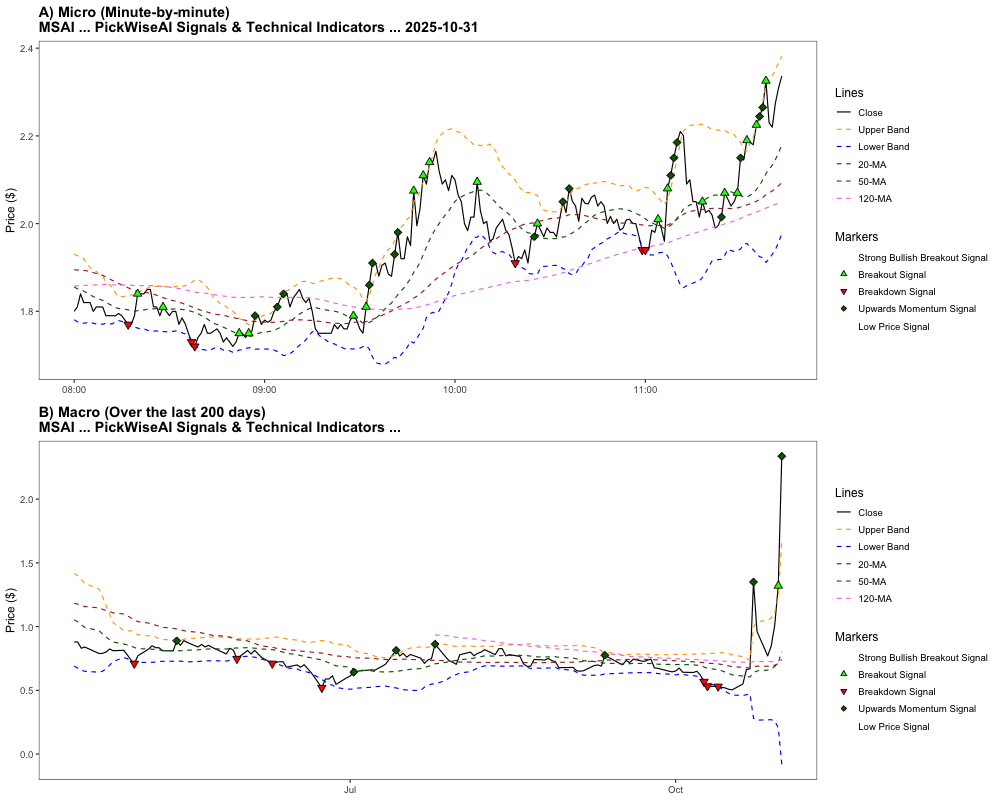 A) Micro (Minute-by-minute)
MSAI ... PickWiseAI Signals & Technical Indicators ... 2025-10-31
Price ($)
2.4
2.2
2.0
1.8
08:00
09:00
10:00
11:00
Lines
Close
Upper Band
Lower Band
20-MA
50-MA
120-MA
Markers
Strong Bullish Breakout Signal
Breakout Signal
Breakdown Signal
Upwards Momentum Signal
Low Price Signal
B) Macro (Over the last 200 days)
MSAI ... PickWiseAI Signals & Technical Indicators ...
Price ($)
2.0
1.5
1.0
0.5
0.0
Jul
Oct
Lines
Close
Upper Band
Lower Band
20-MA
50-MA
120-MA
Markers
Strong Bullish Breakout Signal
Breakout Signal
Breakdown Signal
Upwards Momentum Signal
Low Price Signal